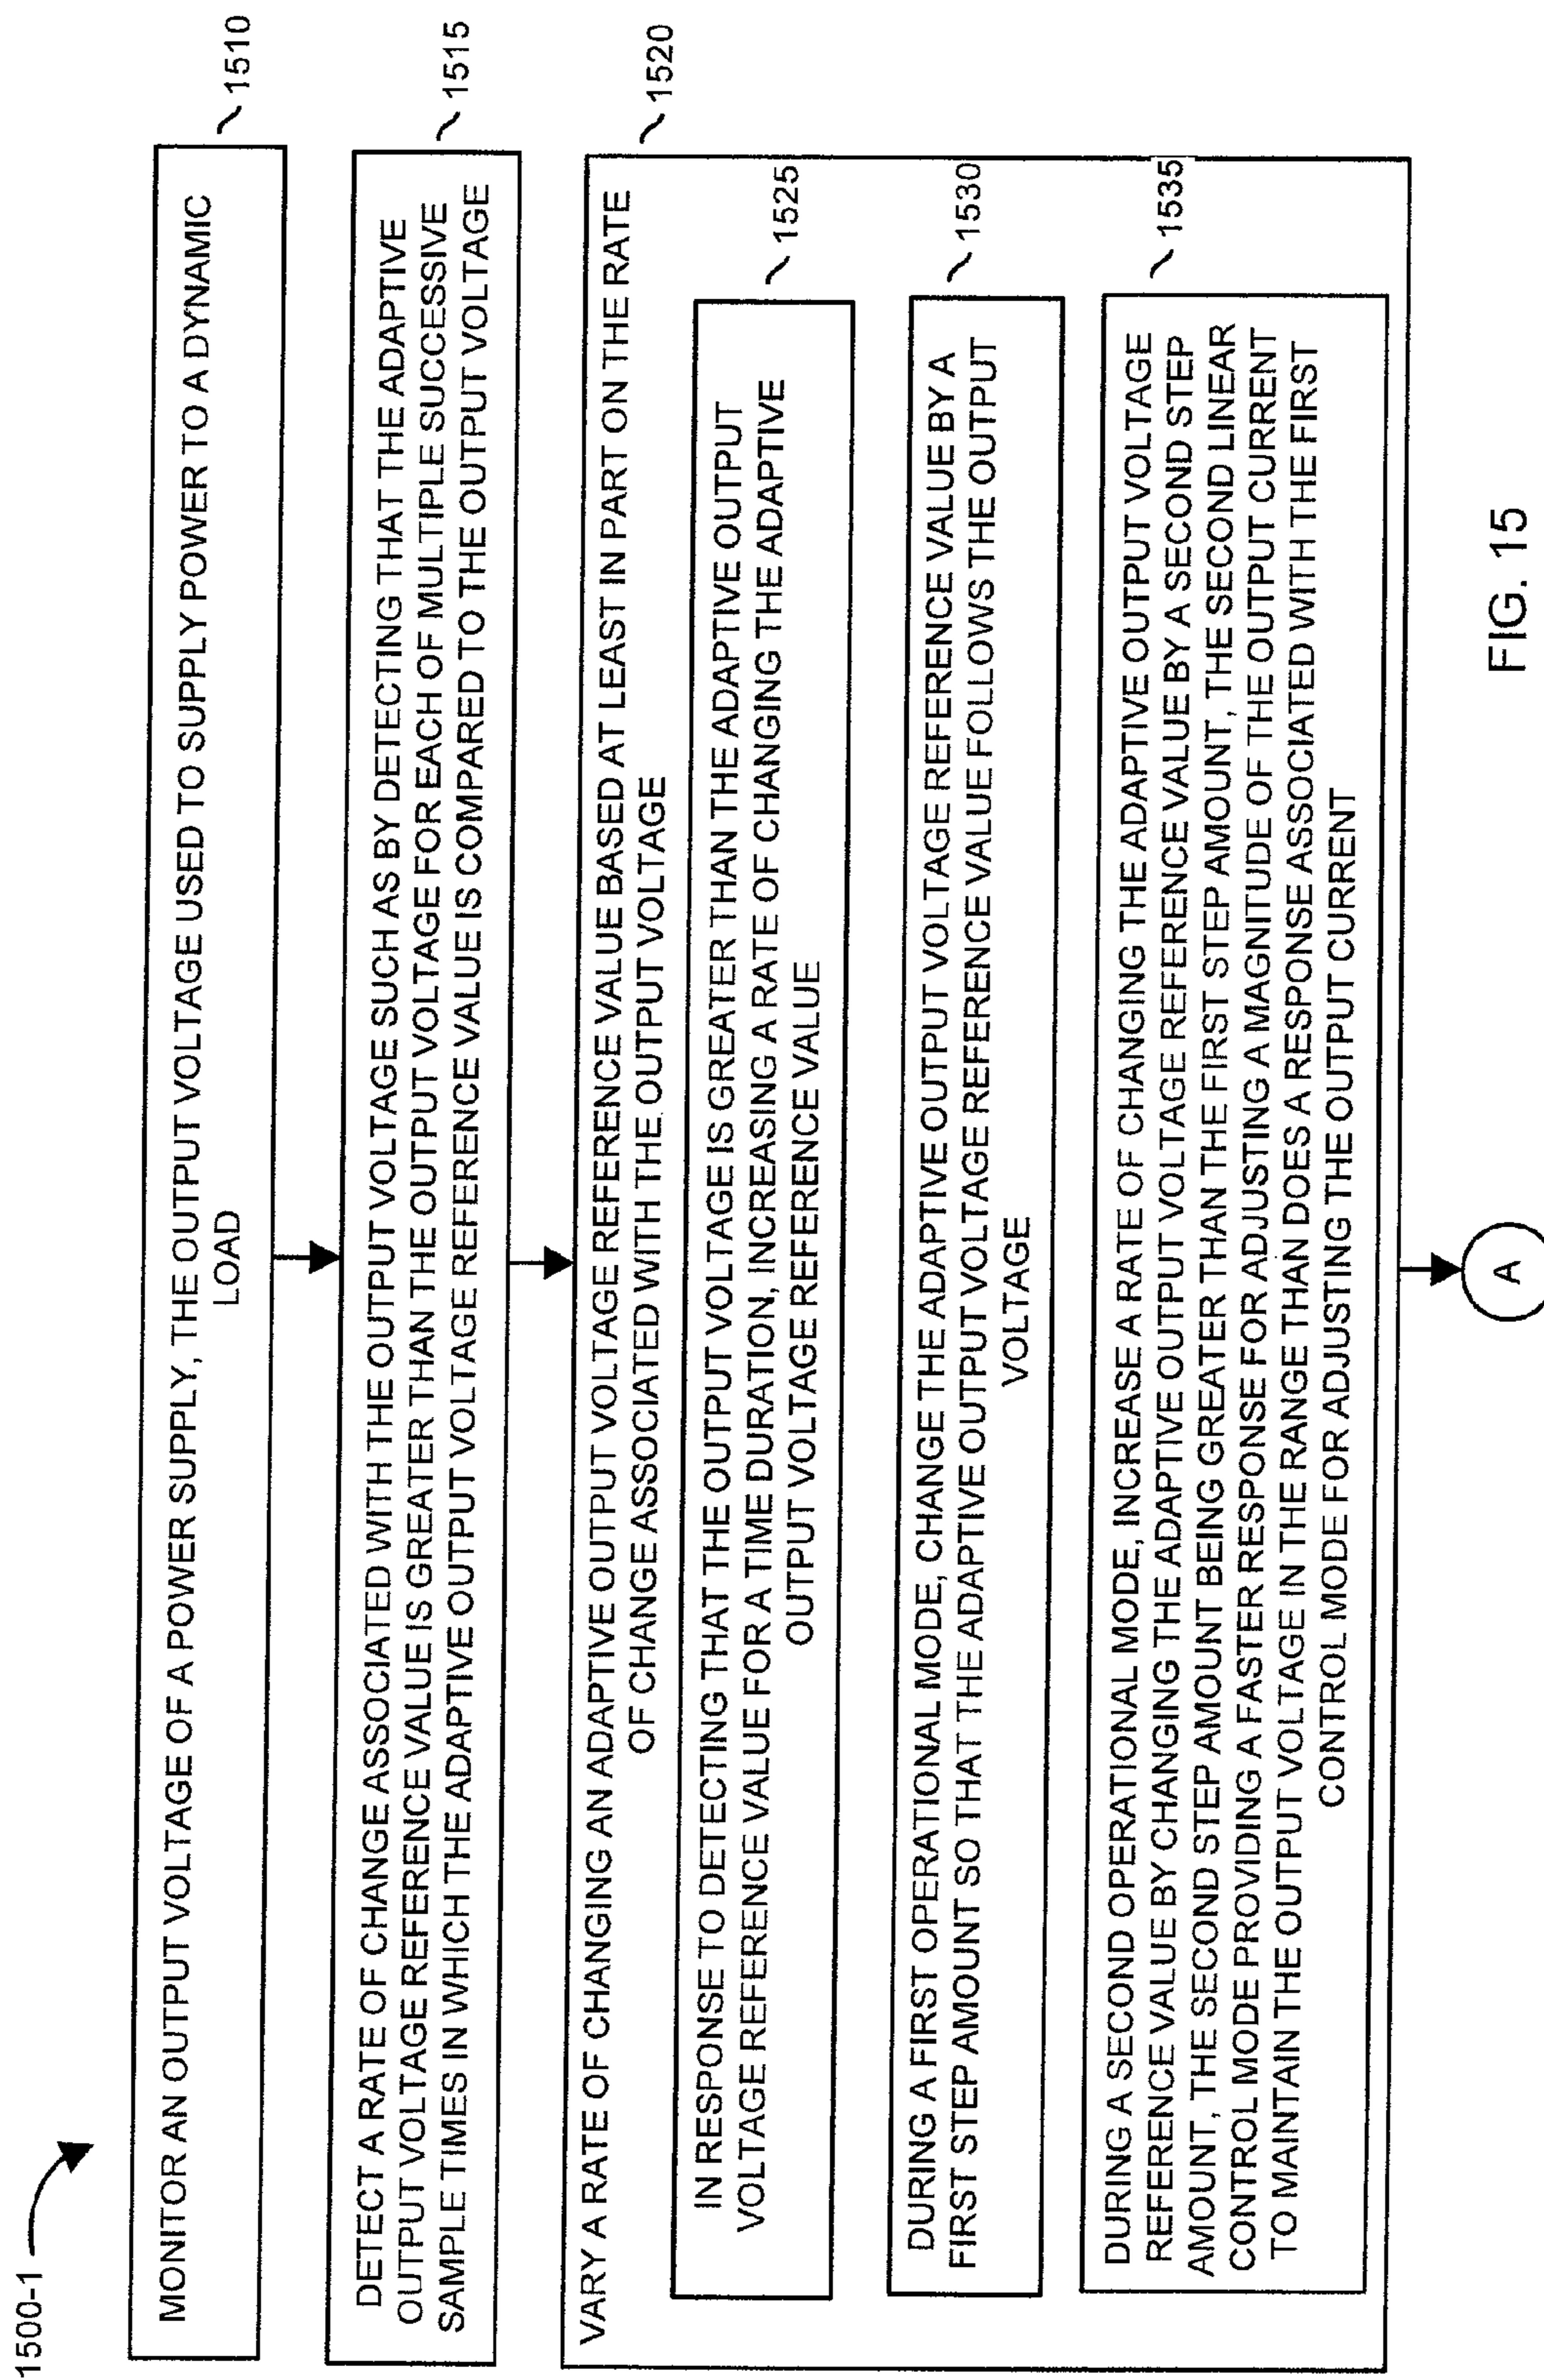 1500-1
MONITOR AN OUTPUT VOLTAGE OF A POWER SUPPLY, THE OUTPUT VOLTAGE USED TO SUPPLY POWER TO A DYNAMIC
LOAD
1510
DETECT A RATE OF CHANGE ASSOCIATED WITH THE OUTPUT VOLTAGE SUCH AS BY DETECTING THAT THE ADAPTIVE
OUTPUT VOLTAGE REFERENCE VALUE IS GREATER THAN THE OUTPUT VOLTAGE FOR EACH OF MULTIPLE SUCCESSIVE
SAMPLE TIMES IN WHICH THE ADAPTIVE OUTPUT VOLTAGE REFERENCE VALUE IS COMPARED TO THE OUTPUT VOLTAGE
1515
VARY A RATE OF CHANGING AN ADAPTIVE OUTPUT VOLTAGE REFERENCE VALUE BASED AT LEAST IN PART ON THE RATE
OF CHANGE ASSOCIATED WITH THE OUTPUT VOLTAGE
1520
IN RESPONSE TO DETECTING THAT THE OUTPUT VOLTAGE IS GREATER THAN THE ADAPTIVE OUTPUT
VOLTAGE REFERENCE VALUE FOR A TIME DURATION, INCREASING A RATE OF CHANGING THE ADAPTIVE
OUTPUT VOLTAGE REFERENCE VALUE
1525
DURING A FIRST OPERATIONAL MODE, CHANGE THE ADAPTIVE OUTPUT VOLTAGE REFERENCE VALUE BY A
FIRST STEP AMOUNT SO THAT THE ADAPTIVE OUTPUT VOLTAGE REFERENCE VALUE FOLLOWS THE OUTPUT
VOLTAGE
1530
DURING A SECOND OPERATIONAL MODE, INCREASE A RATE OF CHANGING THE ADAPTIVE OUTPUT VOLTAGE
REFERENCE VALUE BY CHANGING THE ADAPTIVE OUTPUT VOLTAGE REFERENCE VALUE BY A SECOND STEP
AMOUNT, THE SECOND STEP AMOUNT BEING GREATER THAN THE FIRST STEP AMOUNT, THE SECOND LINEAR
CONTROL MODE PROVIDING A FASTER RESPONSE FOR ADJUSTING A MAGNITUDE OF THE OUTPUT CURRENT
TO MAINTAIN THE OUTPUT VOLTAGE IN THE RANGE THAN DOES A RESPONSE ASSOCIATED WITH THE FIRST
CONTROL MODE FOR ADJUSTING THE OUTPUT CURRENT
1535
A
FIG. 15